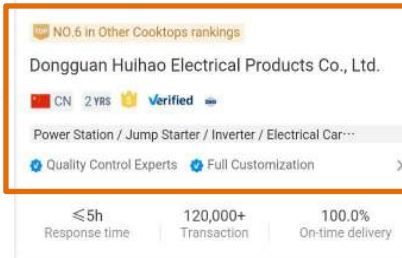 TOP NO.6 in Other Cooktops rankings
Dongguan Huihao Electrical Products Co., Ltd.
CN 2 YRS Verified
Power Station / Jump Starter / Inverter / Electrical Car···
Quality Control Experts Full Customization
≤5h 120,000+ 100.0%
Response time Transaction On-time delivery